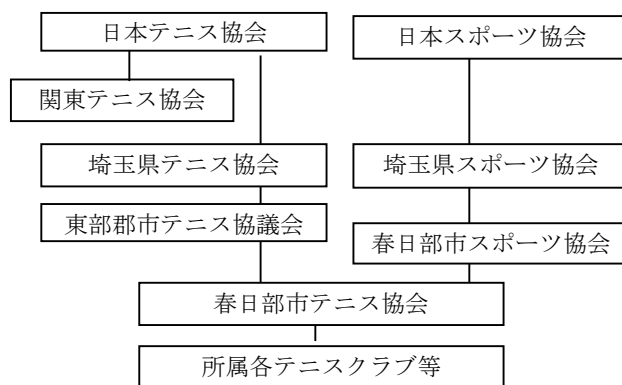 日本テニス協会
日本スポーツ協会
関東テニス協会
埼玉県テニス協会
埼玉県スポーツ協会
東部郡市テニス協議会
春日部市スポーツ協会
春日部市テニス協会
所属各テニスクラブ等